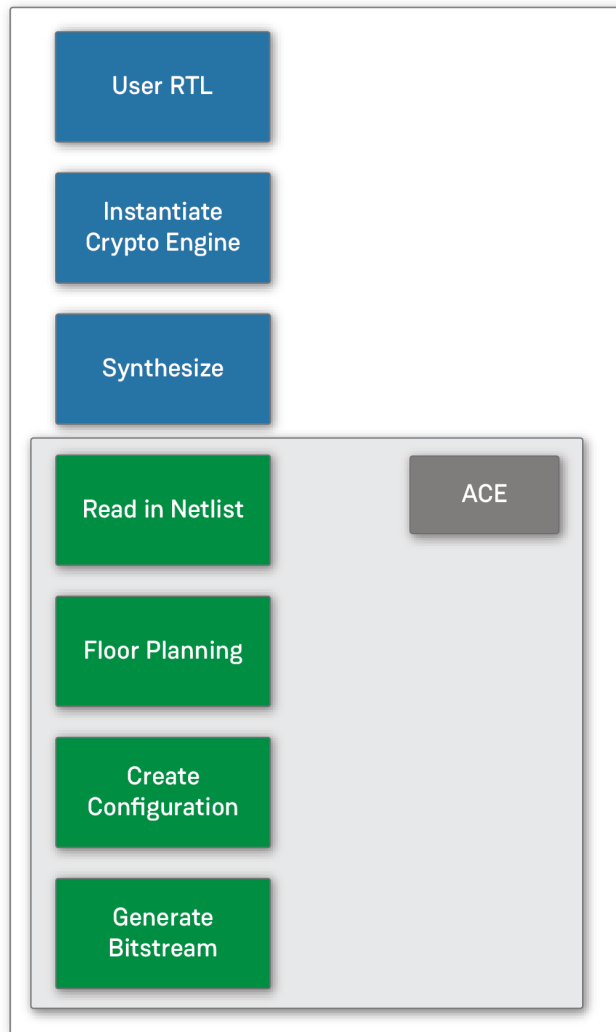 User RTL
Instantiate
Crypto Engine
Synthesize
Read in Netlist
ACE
Floor Planning
Create
Configuration
Generate
Bitstream